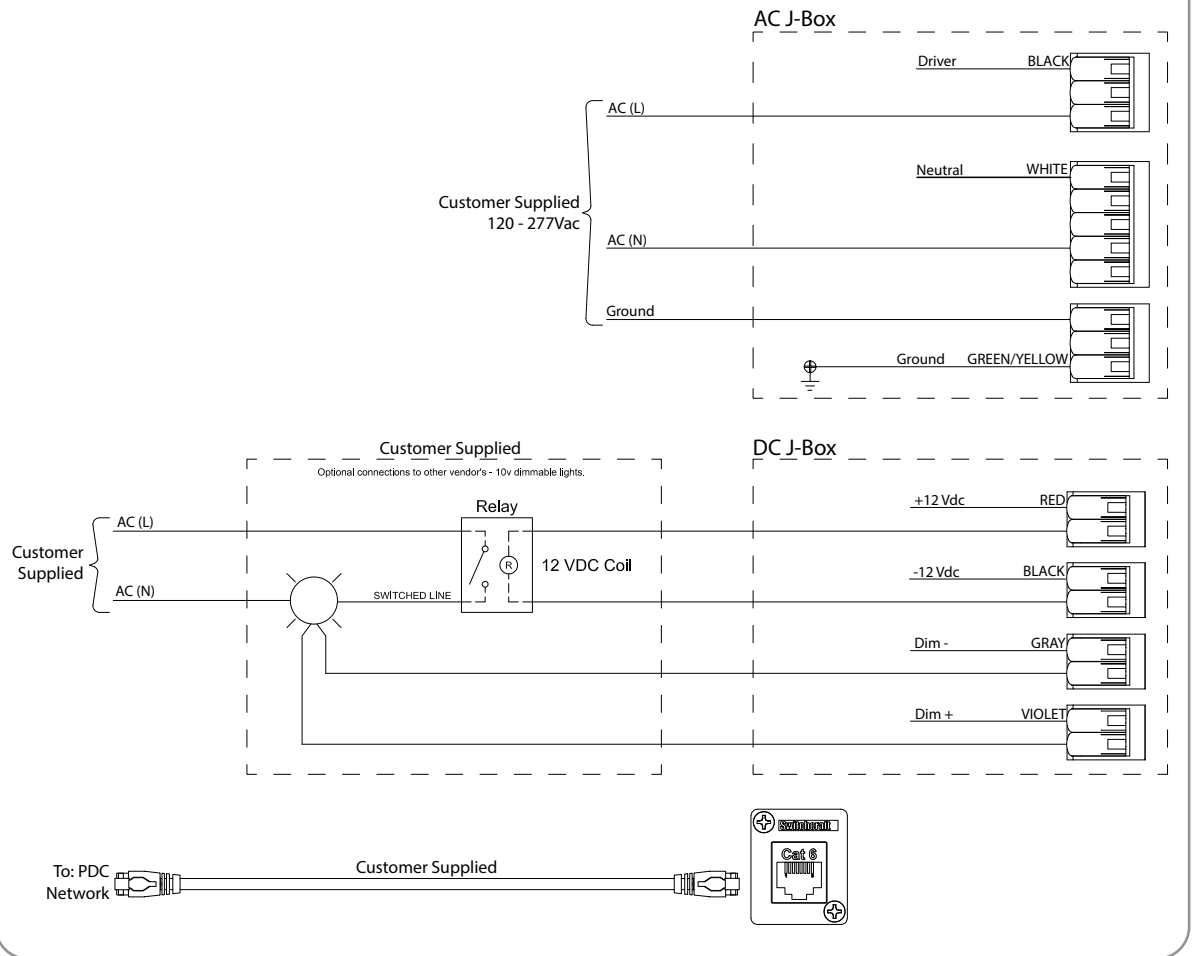 AC J-Box
Driver BLACK
AC (L)
Neutral WHITE
Customer Supplied
120 - 277Vac
AC (N)
Ground
Ground GREEN/YELLOW
Customer Supplied
Optional connections to other vendor's - 10v dimmable lights.
DC J-Box
Relay
+12 Vdc RED
AC (L)
Customer
Supplied
R
12 VDC Coil
-12 Vdc BLACK
AC (N)
SWITCHED LINE
Dim - GRAY
Dim + VIOLET
Switchcraft
Cat 6
To: PDC
Network
Customer Supplied